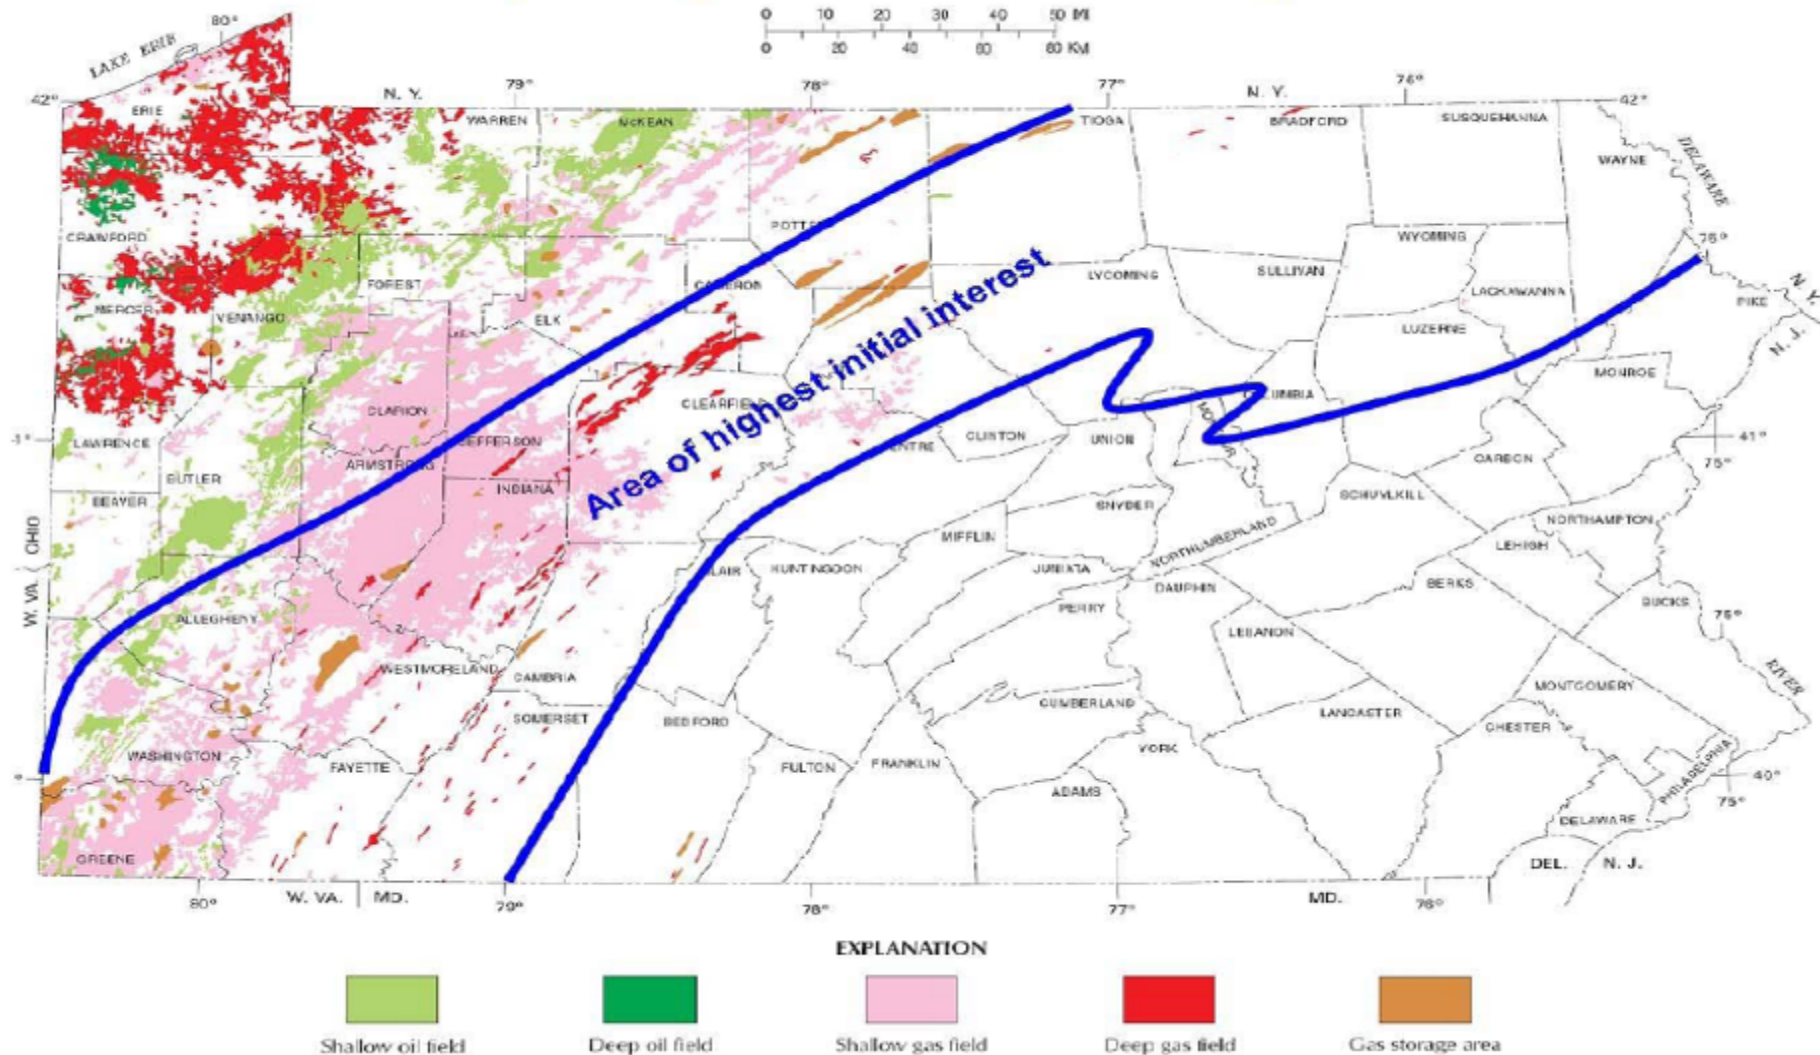 0 10 20 30 40 50 MI
0 20 40 60 80 KM
80°
LAKE ERIE
79°
78°
77°
76°
42°
N. Y.
N. Y.
42°
ERIE
WARREN
McKEAN
TIOGA
BRADFORD
SUSQUEHANNA
WAYNE
DELAWARE
CRAWFORD
POTTER
WYOMING
75°
FOREST
CAMERON
LYCOMING
SULLIVAN
LACKAWANNA
PIKE
N. Y.
N. J.
MERCER
VENANGO
ELK
LUZERNE
MONROE
Area of highest initial interest
CLARION
CLEARFIELD
COLUMBIA
LAWRENCE
JEFFERSON
CENTRE
CLINTON
UNION
41°
75°
ARMSTRONG
BUTLER
INDIANA
CARBON
BEAVER
SNYDER
SCHUYLKILL
NORTHAMPTON
W. VA. OHIO
MIFFLIN
NORTHUMBERLAND
LEHIGH
BLAIR
HUNTINGDON
JUNIATA
DAUPHIN
BERKS
PERRY
BUCKS
75°
ALLEGHENY
LEBANON
WESTMORELAND
CAMBRIA
MONTGOMERY
RIVER
SOMERSET
BEDFORD
CUMBERLAND
LANCASTER
CHESTER
WASHINGTON
FAYETTE
FULTON
FRANKLIN
YORK
PHILADELPHIA
40°
75°
ADAMS
DELAWARE
GREENE
DEL.
N. J.
80°
W. VA.
MD.
79°
78°
77°
MD.
76°
EXPLANATION
Shallow oil field
Deep oil field
Shallow gas field
Deep gas field
Gas storage area